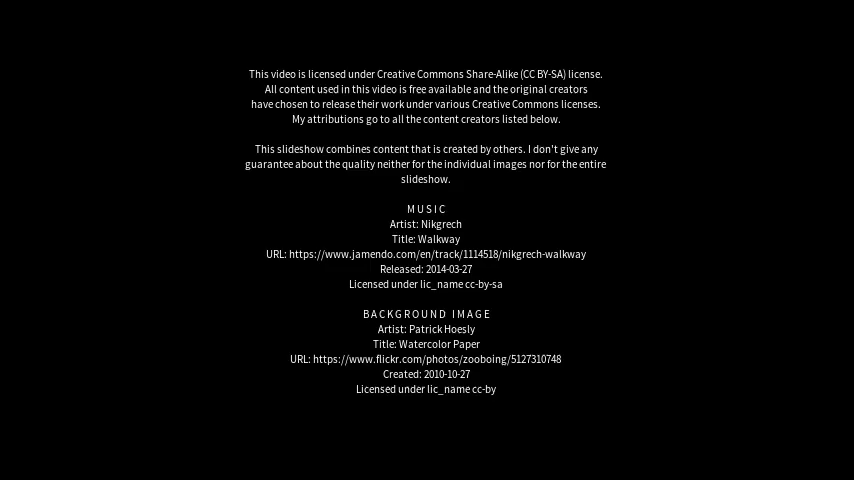 This video is licensed under Creative Commons Share-Alike (CC BY-SA) license.
All content used in this video is free available and the original creators
have chosen to release their work under various Creative Commons licenses.
My attributions go to all the content creators listed below.
This slideshow combines content that is created by others. I don't give any
guarantee about the quality neither for the individual images nor for the entire
slideshow.
MUSIC
Artist: Nikgrech
Title: Walkway
URL: https://www.jamendo.com/en/track/1114518/nikgrech-walkway
Released: 2014-03-27
Licensed under lic_name cc-by-sa
BACKGROUND IMAGE
Artist: Patrick Hoesly
Title: Watercolor Paper
URL: https://www.flickr.com/photos/zooboing/5127310748
Created: 2010-10-27
Licensed under lic_name cc-by